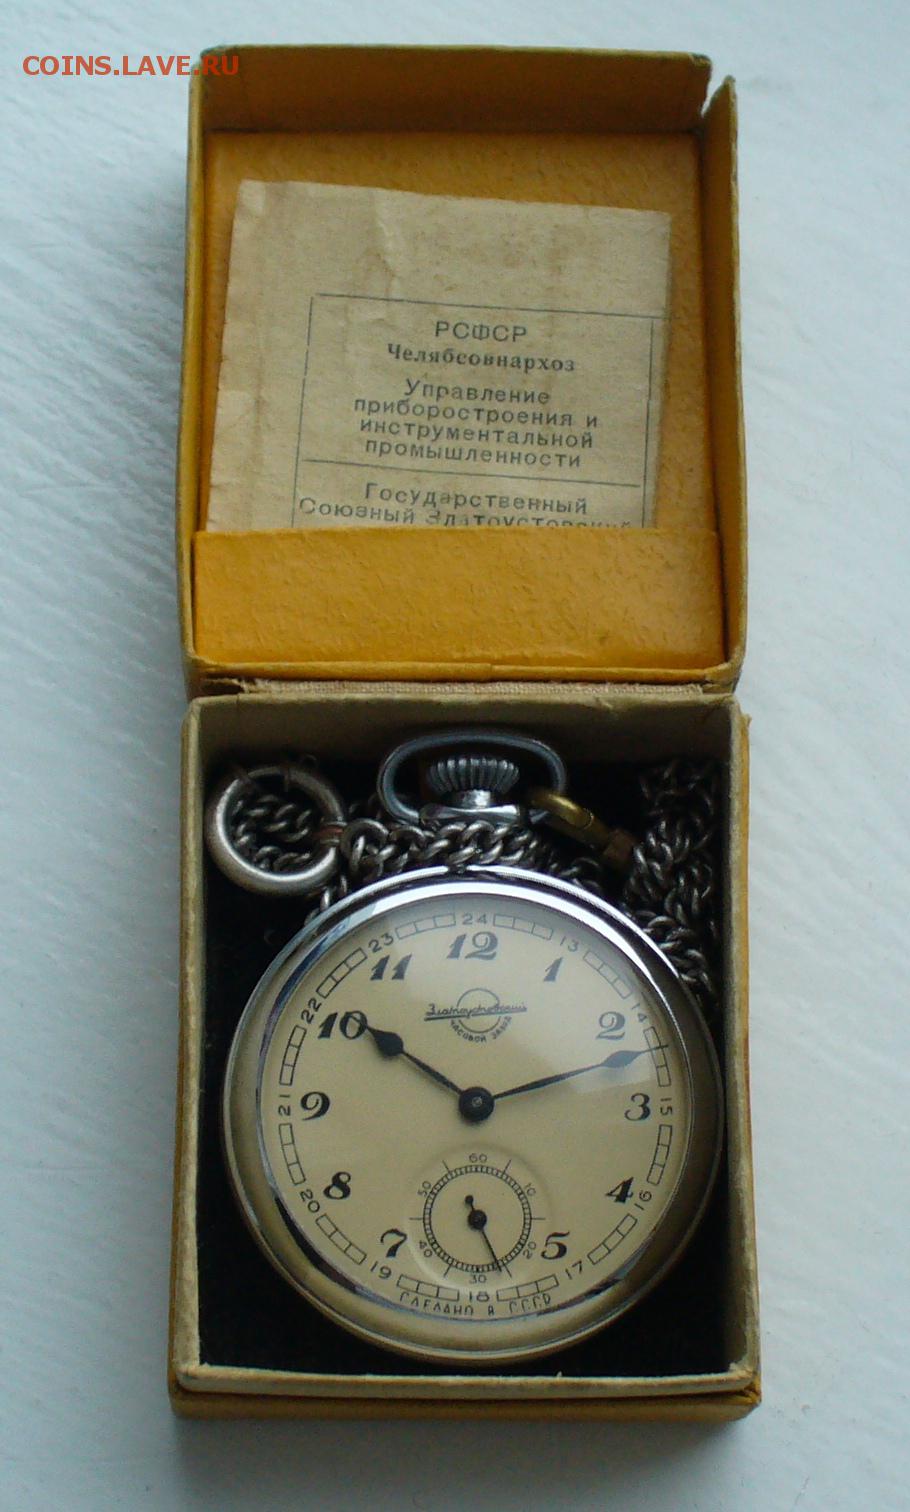 COINS.LAVE.RU
РСФСР
Челябсовнархоз
Управление
приборостроения и
инструментальной
промышленности
Государственный
Союзный Златоустовский
24
13
14
15
16
17
18
19
20
21
22
23
12
1
2
3
4
5
7
8
9
10
11
Златоустовский
ЧАСОВОЙ ЗАВОД
60
10
20
30
40
50
СДЕЛАНО В СССР